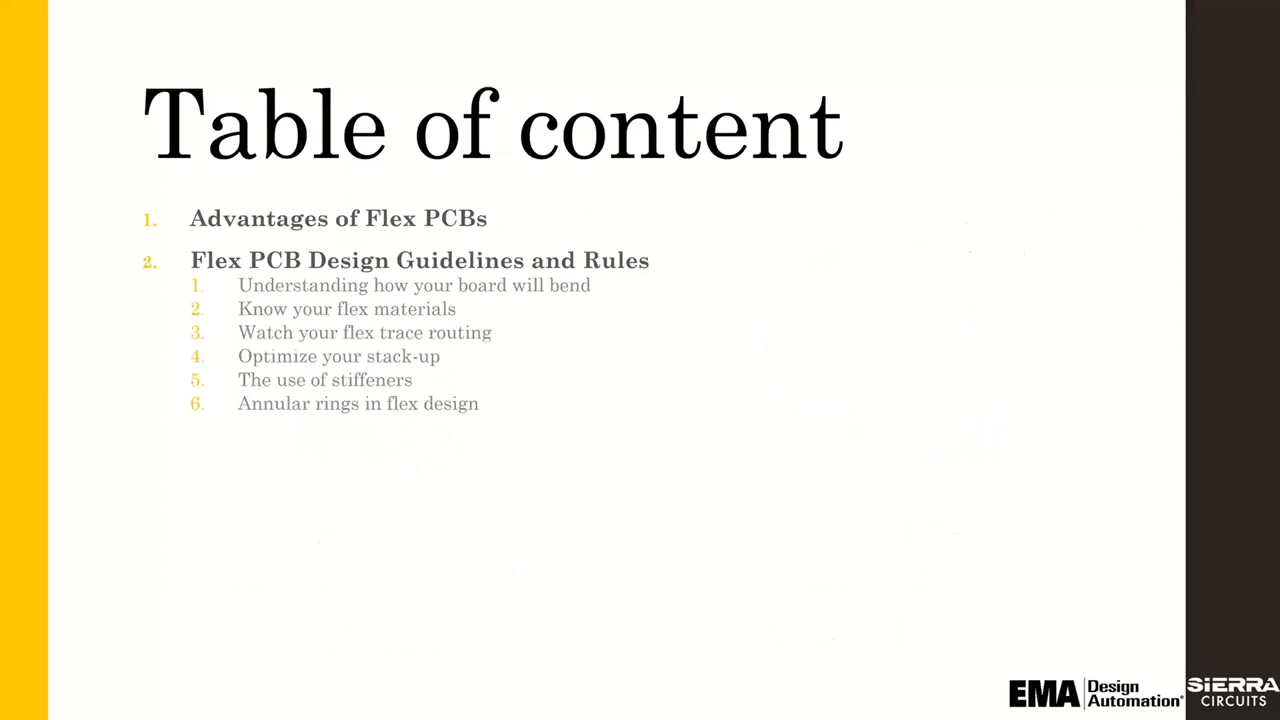 Table of content
1. Advantages of Flex PCBs
2. Flex PCB Design Guidelines and Rules
1. Understanding how your board will bend
2. Know your flex materials
3. Watch your flex trace routing
4. Optimize your stack-up
5. The use of stiffeners
6. Annular rings in flex design
EMA Design Automation®
SIERRA CIRCUITS